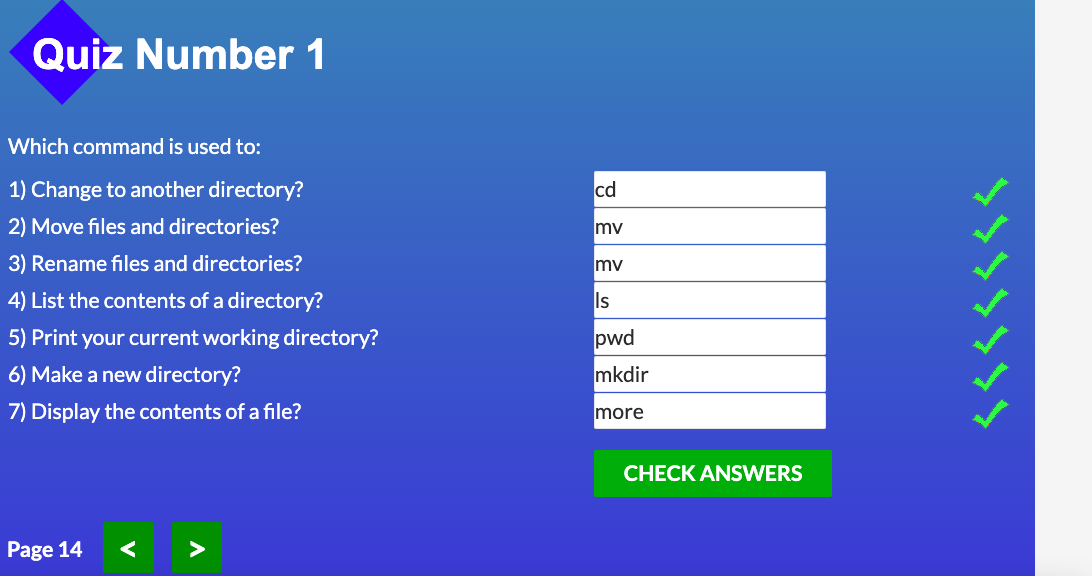 Quiz Number 1
Which command is used to:
1) Change to another directory? cd
2) Move files and directories? mv
3) Rename files and directories? mv
4) List the contents of a directory? ls
5) Print your current working directory? pwd
6) Make a new directory? mkdir
7) Display the contents of a file? more
CHECK ANSWERS
Page 14 < >